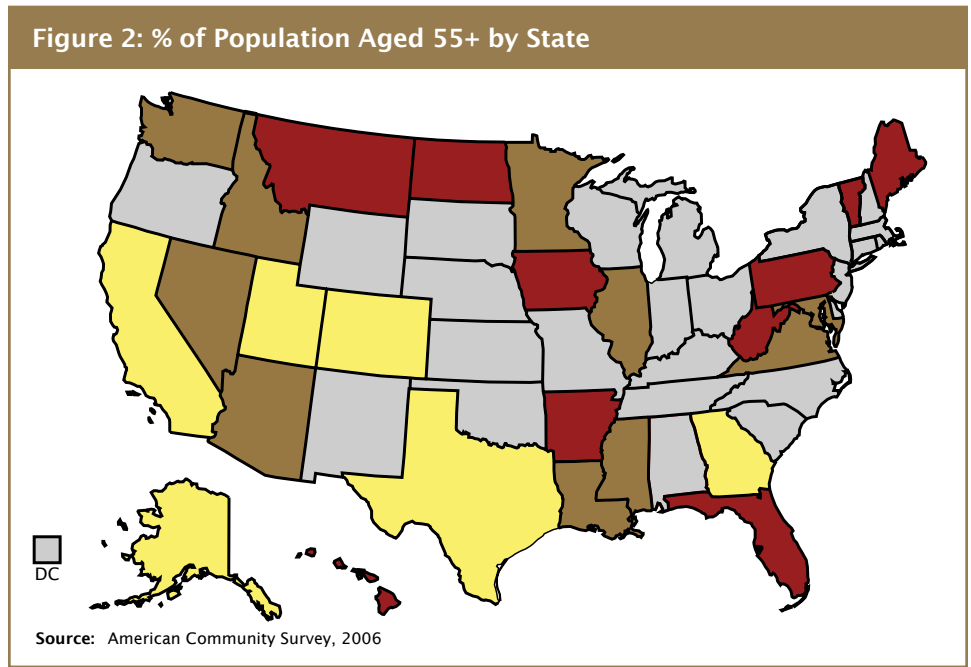 Figure 2: % of Population Aged 55+ by State
DC
Source: American Community Survey, 2006